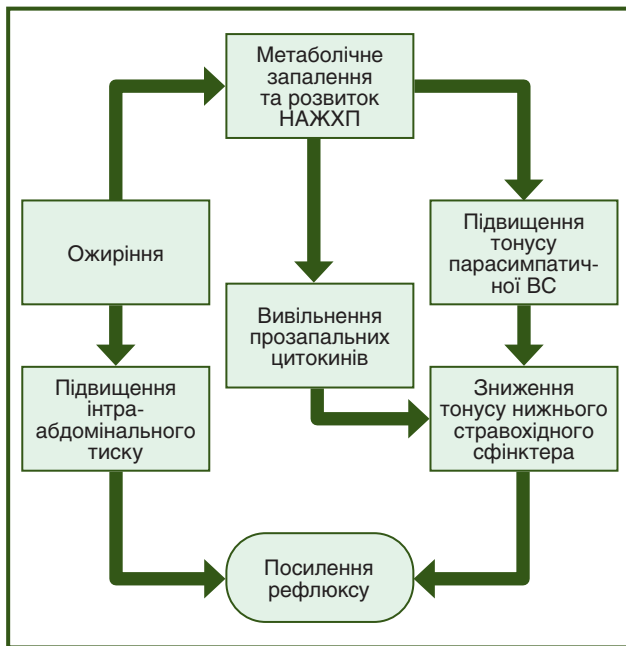 Метаболічне
запалення
та розвиток
НАЖХП
Ожиріння
Підвищення
тонусу
парасимпатич-
ної ВС
Вивільнення
прозапальних
цитокинів
Підвищення
інтра-
абдомінального
тиску
Зниження
тонусу нижнього
стравохідного
сфінктера
Посилення
рефлюксу